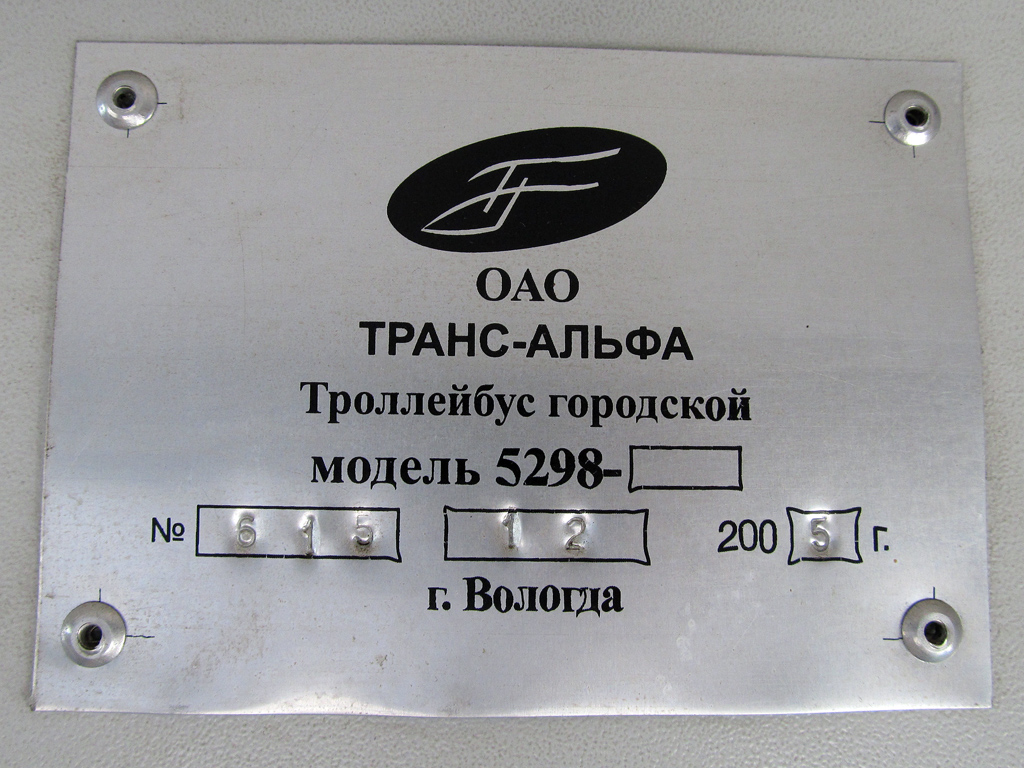 ОАО
ТРАНС-АЛЬФА
Троллейбус городской
модель 5298-
№ 615 12 2005 г.
г. Вологда